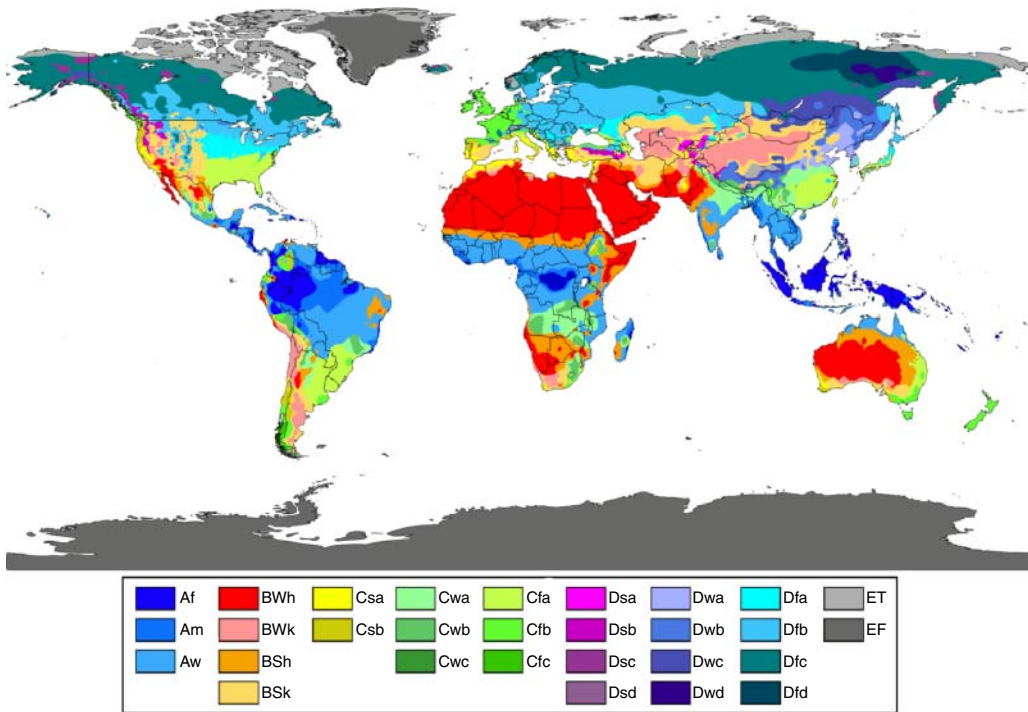 Af BWh Csa Cwa Cfa Dsa Dwa Dfa ET
Am BWk Csb Cwb Cfb Dsb Dwb Dfb EF
Aw BSh Cwc Cfc Dsc Dwc Dfc
BSk Dsd Dwd Dfd